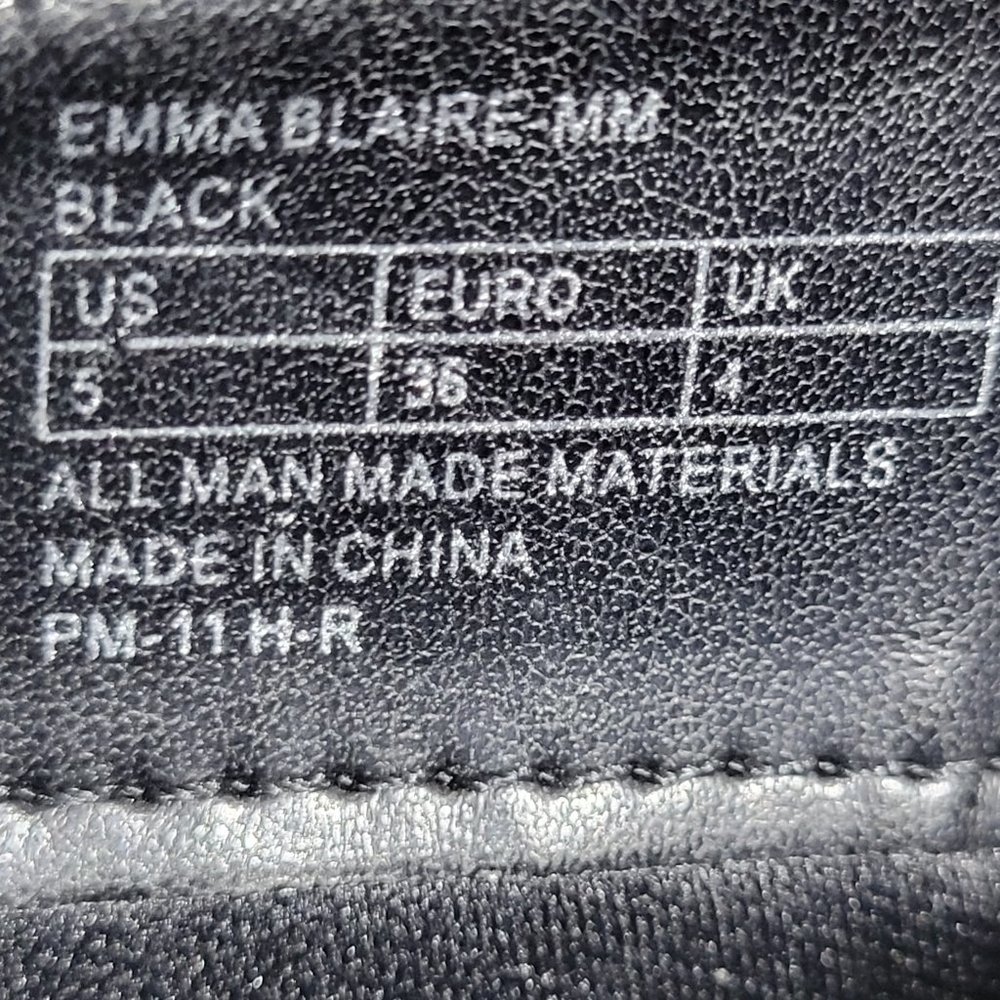 EMMA BLAIRE-MM
BLACK
US EURO UK
5 36 4
ALL MAN MADE MATERIALS
MADE IN CHINA
PM-11 H-R